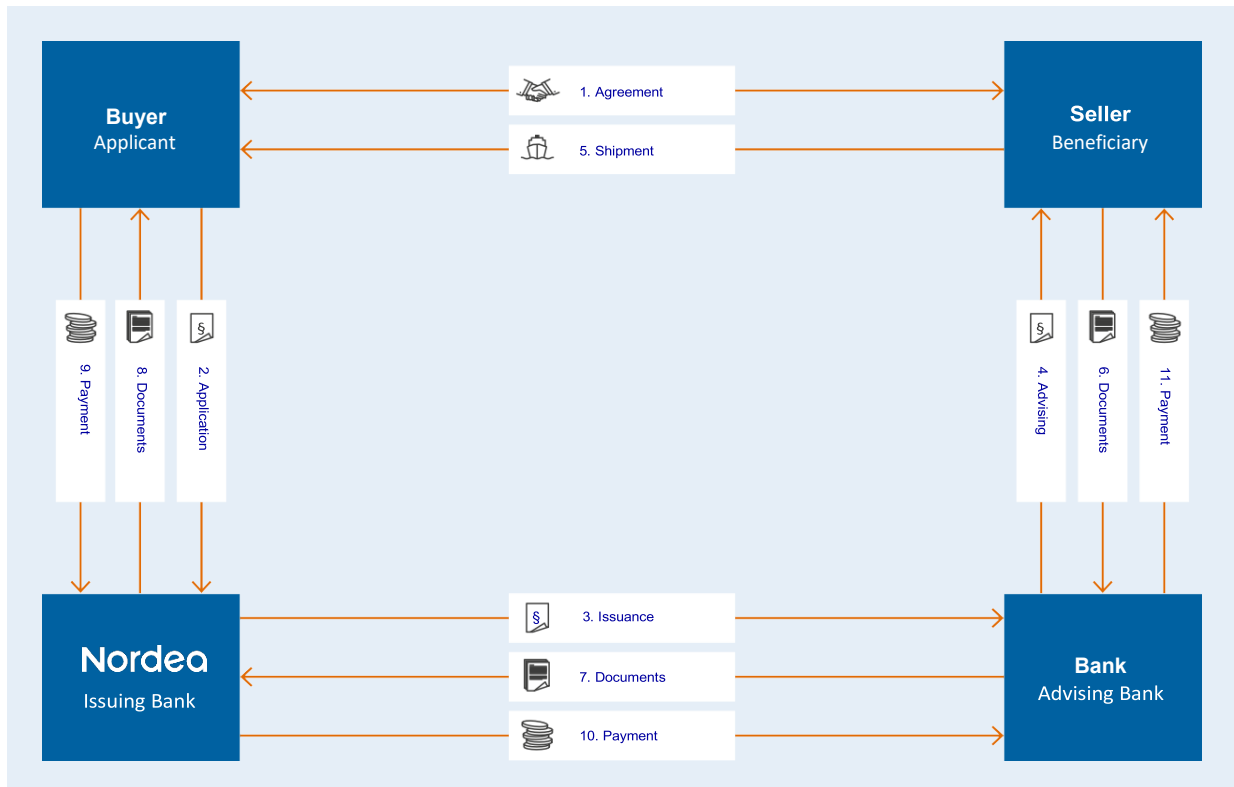 Buyer
Applicant
1. Agreement
5. Shipment
Seller
Beneficiary
9. Payment
8. Documents
§
2. Application
§
4. Advising
6. Documents
11. Payment
Nordea
Issuing Bank
§
3. Issuance
7. Documents
10. Payment
Bank
Advising Bank